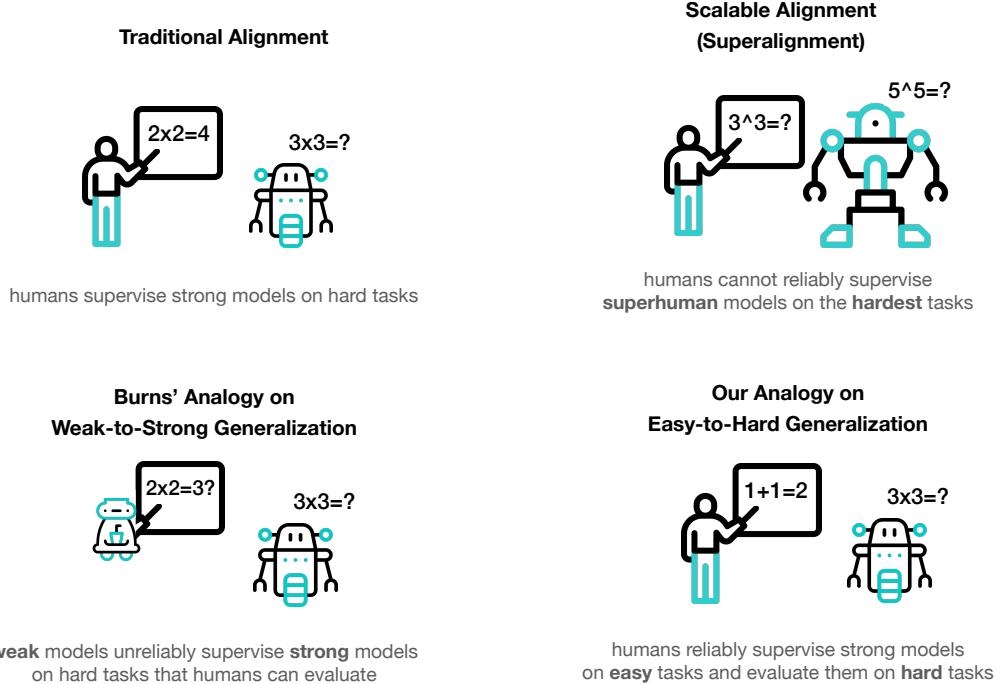 Traditional Alignment
2x2=4
3x3=?
humans supervise strong models on hard tasks
Scalable Alignment
(Superalignment)
3^3=?
5^5=?
humans cannot reliably supervise
superhuman models on the hardest tasks
Burns’ Analogy on
Weak-to-Strong Generalization
2x2=3?
3x3=?
weak models unreliably supervise strong models
on hard tasks that humans can evaluate
Our Analogy on
Easy-to-Hard Generalization
1+1=2
3x3=?
humans reliably supervise strong models
on easy tasks and evaluate them on hard tasks